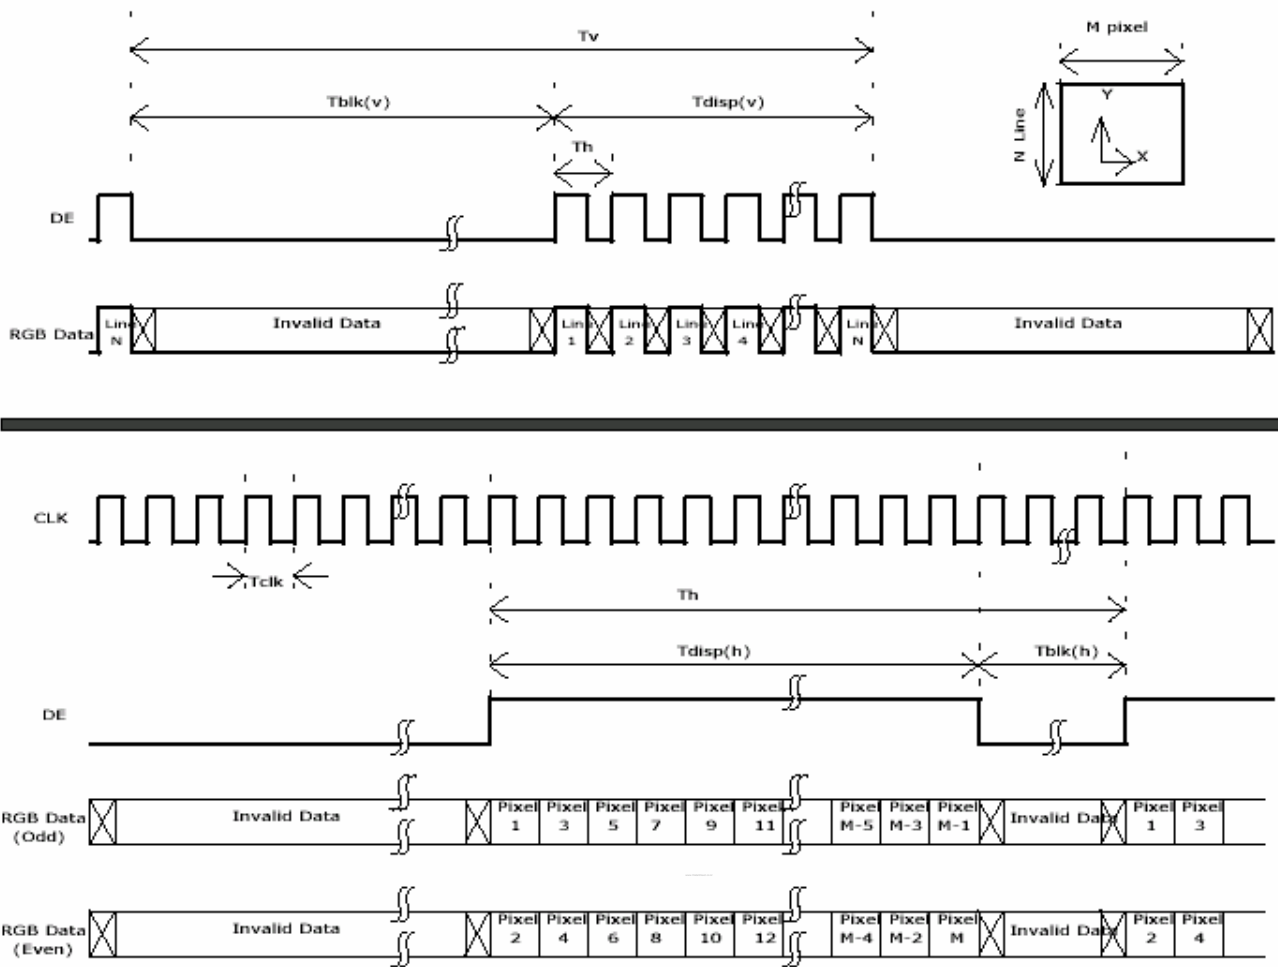 Tv
M pixel
Tblk(v)
Tdisp(v)
Y
N Line
Th
X
DE
RGB Data
Line
N
Invalid Data
Line
1
Line
2
Line
3
Line
4
Line
N
Invalid Data
CLK
Tclk
Th
Tdisp(h)
Tblk(h)
DE
RGB Data
(Odd)
Invalid Data
Pixel
1
Pixel
3
Pixel
5
Pixel
7
Pixel
9
Pixel
11
Pixel
M-5
Pixel
M-3
Pixel
M-1
Invalid Data
Pixel
1
Pixel
3
RGB Data
(Even)
Invalid Data
Pixel
2
Pixel
4
Pixel
6
Pixel
8
Pixel
10
Pixel
12
Pixel
M-4
Pixel
M-2
Pixel
M
Invalid Data
Pixel
2
Pixel
4